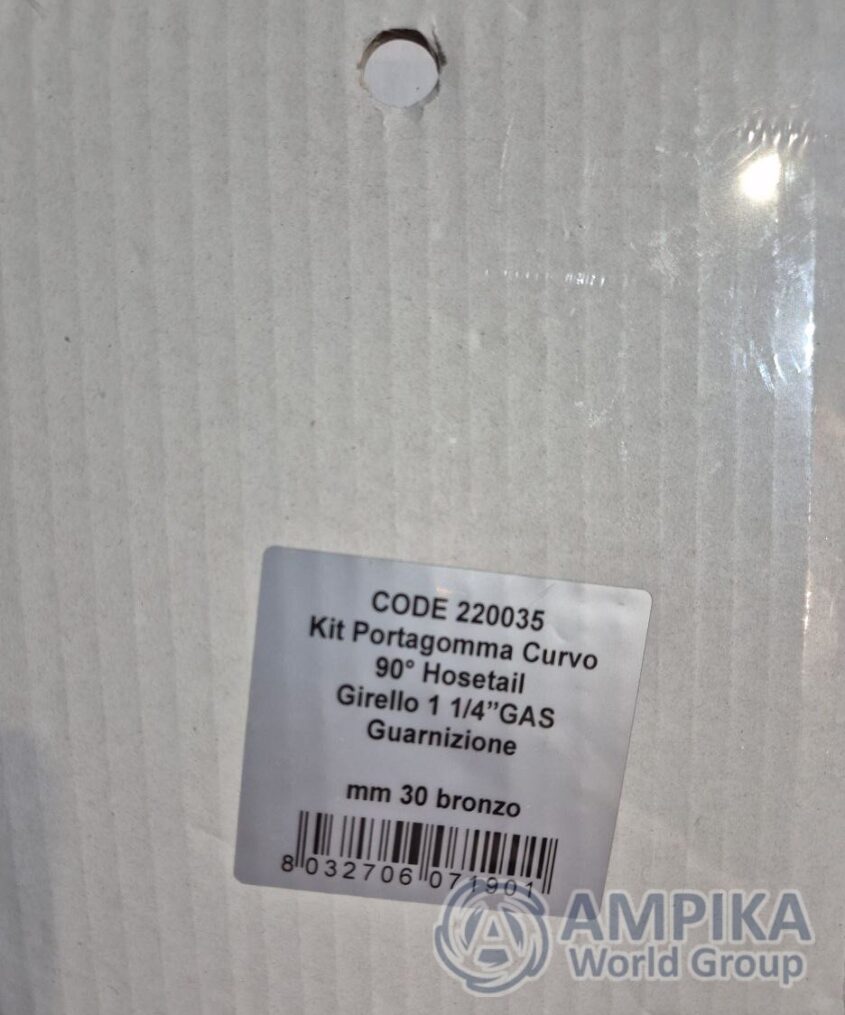 CODE 220035
Kit Portagomma Curvo
90° Hosetail
Girello 1 1/4”GAS
Guarnizione
mm 30 bronzo
8 032706 071901
AMPIKA
World Group